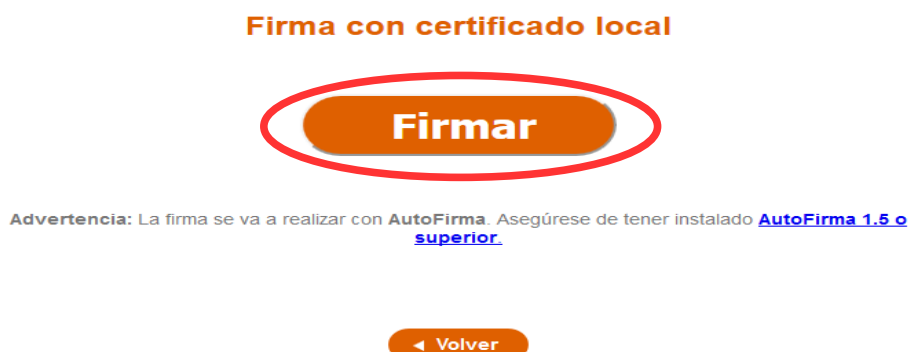 Firma con certificado local
Firmar
Advertencia: La firma se va a realizar con AutoFirma. Asegúrese de tener instalado AutoFirma 1.5 o
superior.
◄ Volver